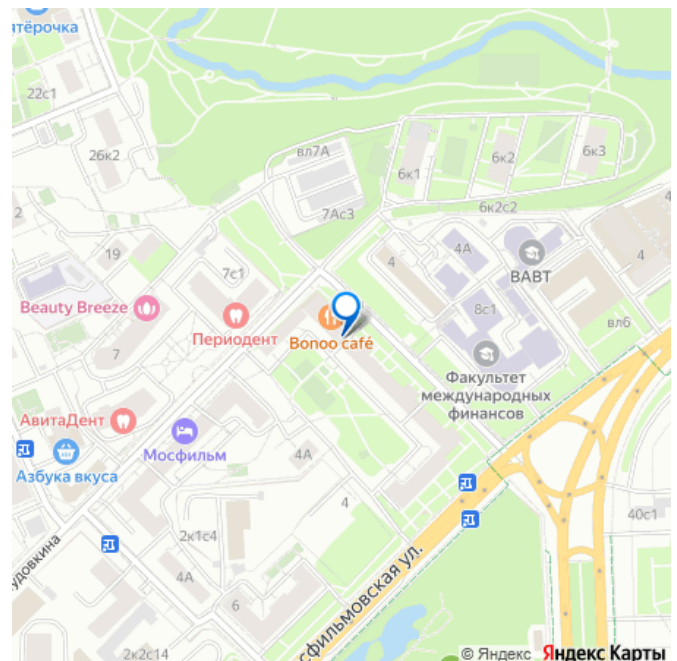 ятёрочка
22с1
26к2
вл7А
6к1
6к2
6к3
7Ас3
6к2с2
2
19
7с1
4
4А
ВАВТ
4
Beauty Breeze
8с1
вл6
Периодент
Bonoo café
7
Факультет
международных
финансов
АвитаДент
Мосфильм
4А
Азбука вкуса
4
40с1
2к1с4
удовкина
4А
6
сфильмовская ул.
2к2с14
© Яндекс Яндекс Карты